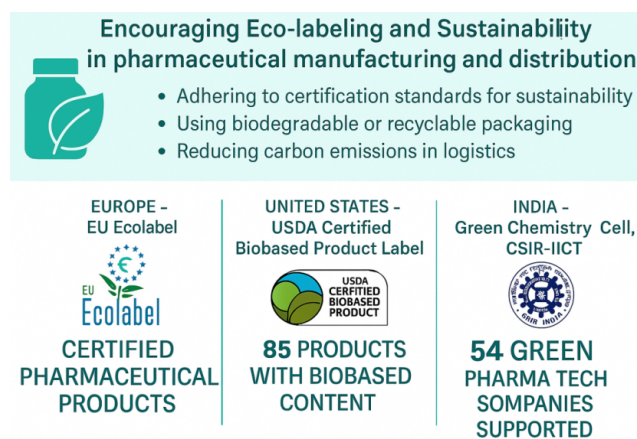 Encouraging Eco-labeling and Sustainability
in pharmaceutical manufacturing and distribution
• Adhering to certification standards for sustainability
• Using biodegradable or recyclable packaging
• Reducing carbon emissions in logistics
EUROPE –
EU Ecolabel
EU
Ecolabel
CERTIFIED
PHARMACEUTICAL
PRODUCTS
UNITED STATES –
USDA Certified
Biobased Product Label
USDA
CERFTIED
BIOBASED
PRODUCT
85 PRODUCTS
WITH BIOBASED
CONTENT
INDIA –
Green Chemistry Cell,
CSIR-IICT
GRIR INDIA
54 GREEN
PHARMA TECH
SOMPANIES
SUPPORTED